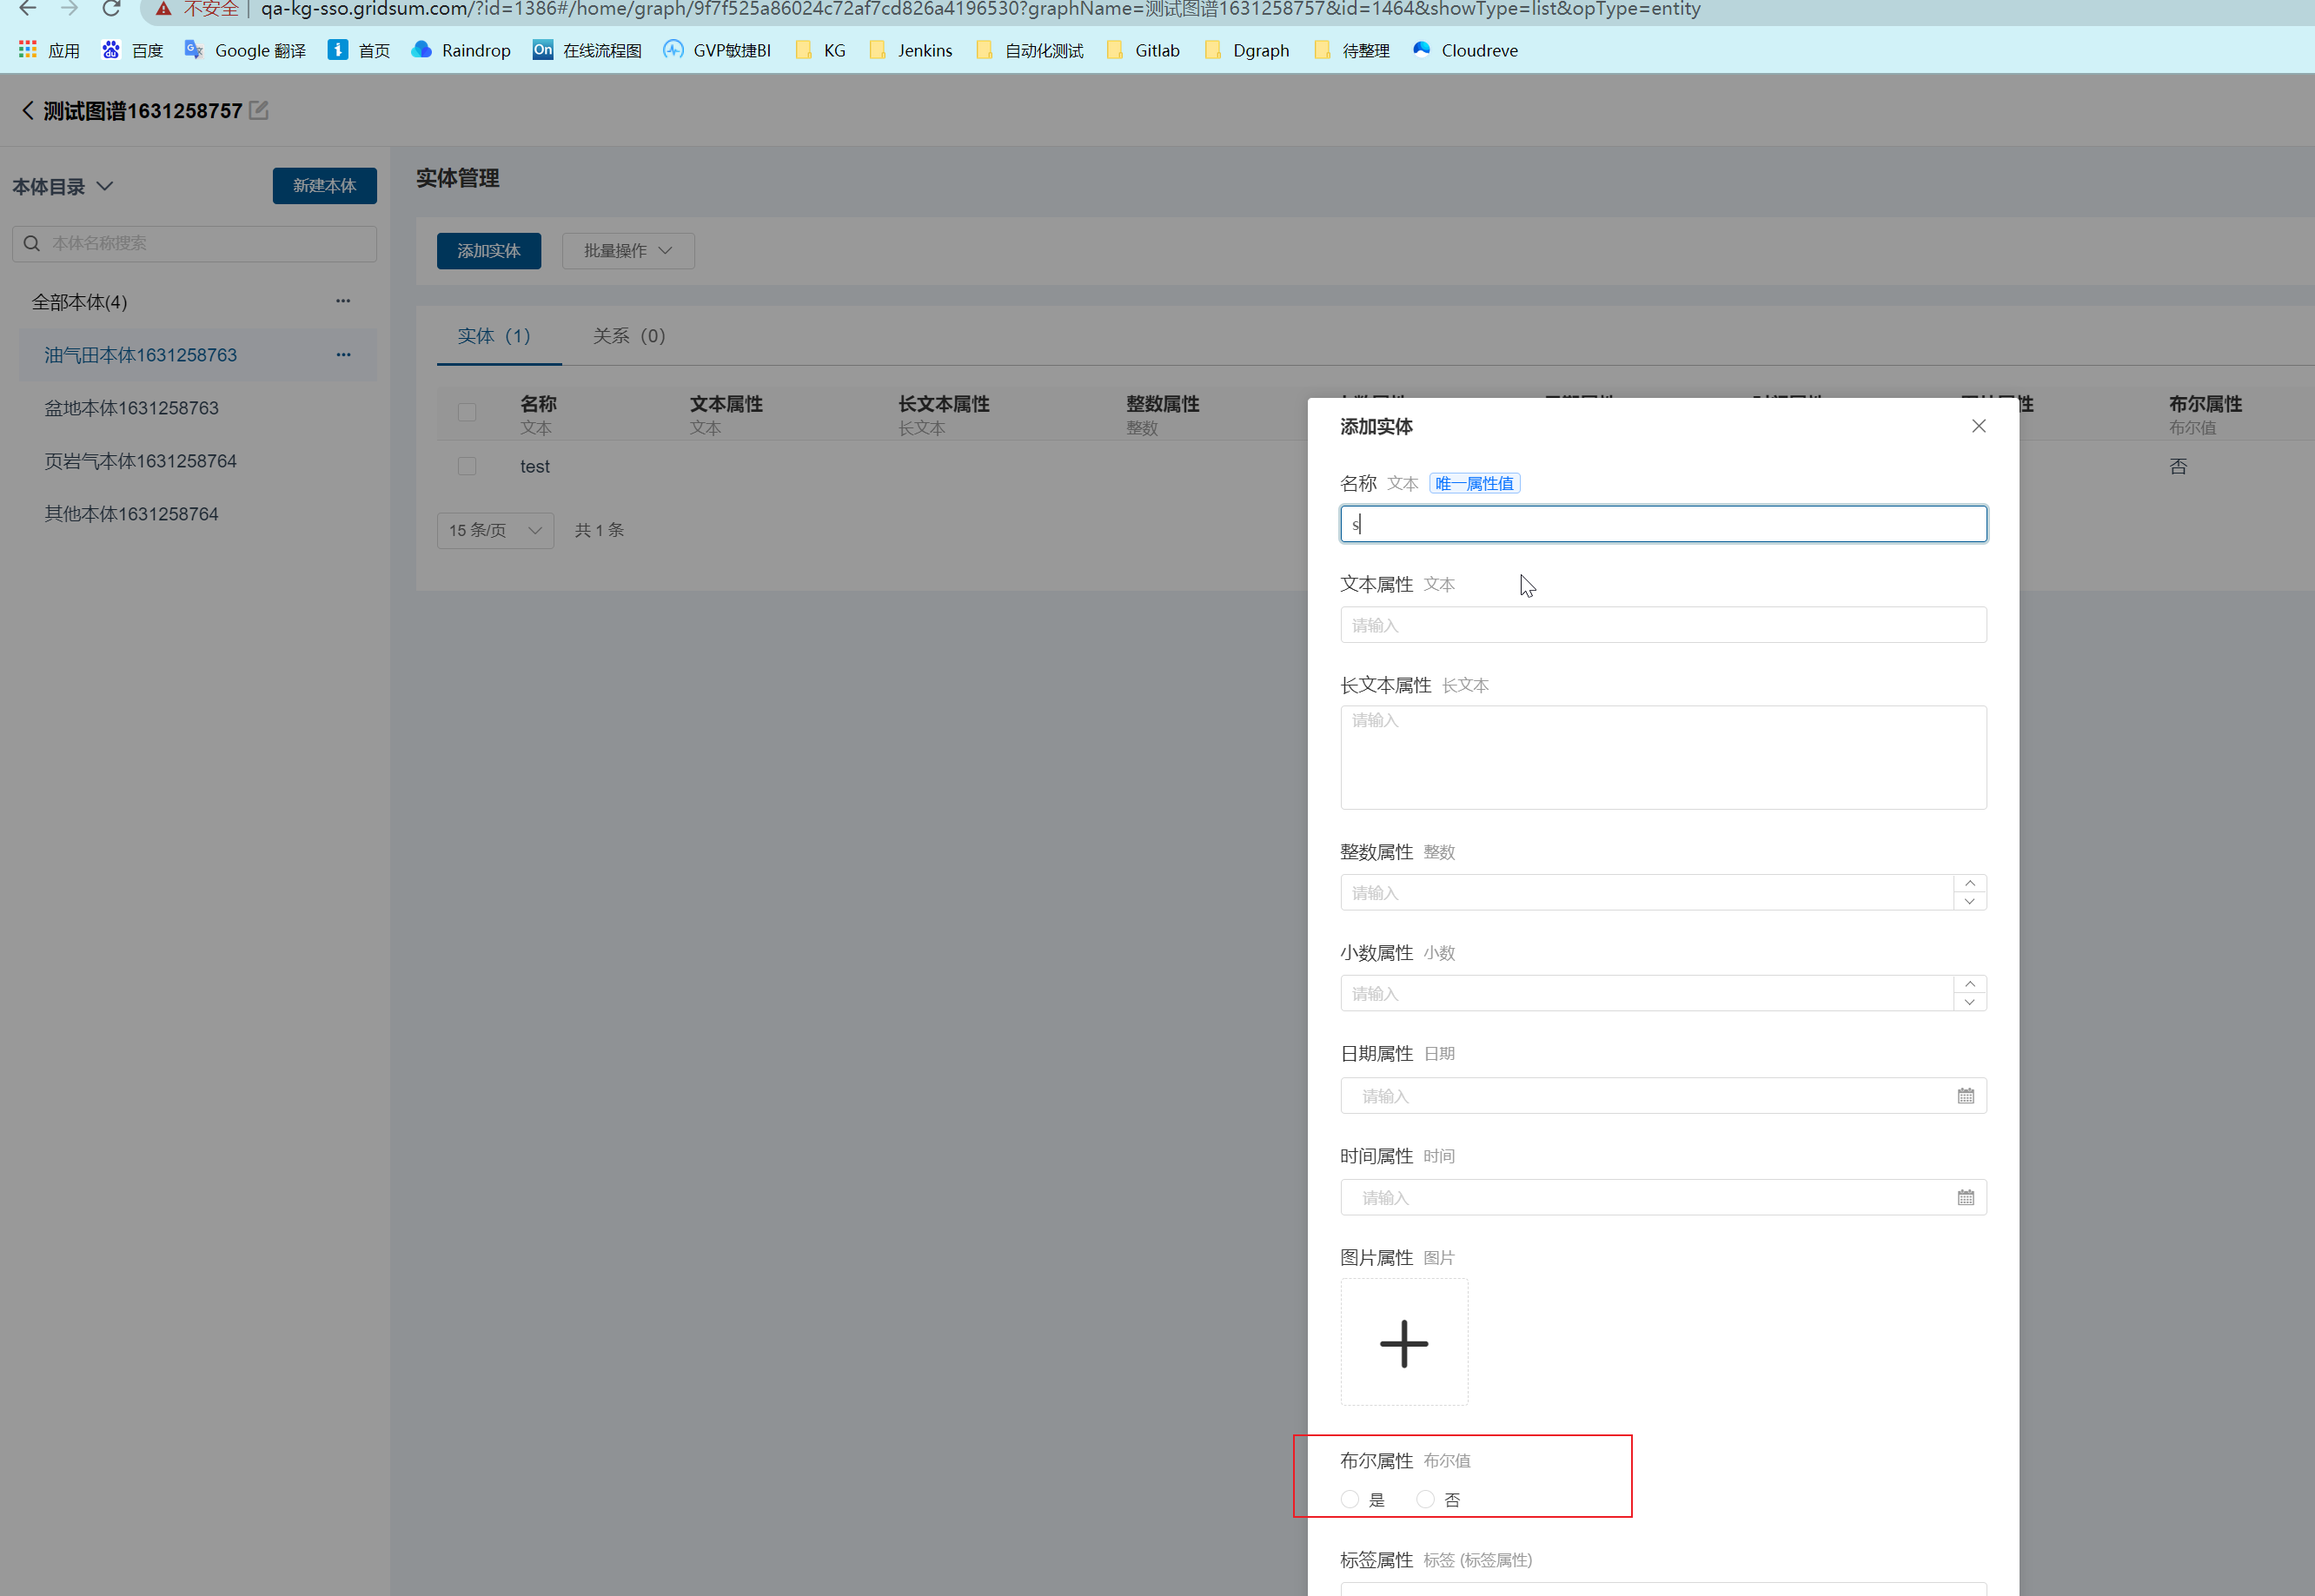 不安全 qa-kg-sso.gridsum.com/?id=1386#/home/graph/9f7f525a86024c72af7cd826a4196530?graphName=测试图谱1631258757&id=1464&showType=list&opType=entity
应用 百度 Google 翻译 首页 Raindrop On 在线流程图 GVP敏捷BI KG Jenkins 自动化测试 Gitlab Dgraph 待整理 Cloudreve
测试图谱1631258757
本体目录 新建本体
本体名称搜索
全部本体(4)
油气田本体1631258763
盆地本体1631258763
页岩气本体1631258764
其他本体1631258764
实体管理
添加实体 批量操作
实体（1） 关系（0）
名称 文本属性 长文本属性 整数属性 布尔属性
文本 文本 长文本 整数 布尔值
test 否
15 条/页 共 1 条
添加实体
名称 文本 唯一属性值
s
文本属性 文本
请输入
长文本属性 长文本
请输入
整数属性 整数
请输入
小数属性 小数
请输入
日期属性 日期
请输入
时间属性 时间
请输入
图片属性 图片
布尔属性 布尔值
是 否
标签属性 标签 (标签属性)